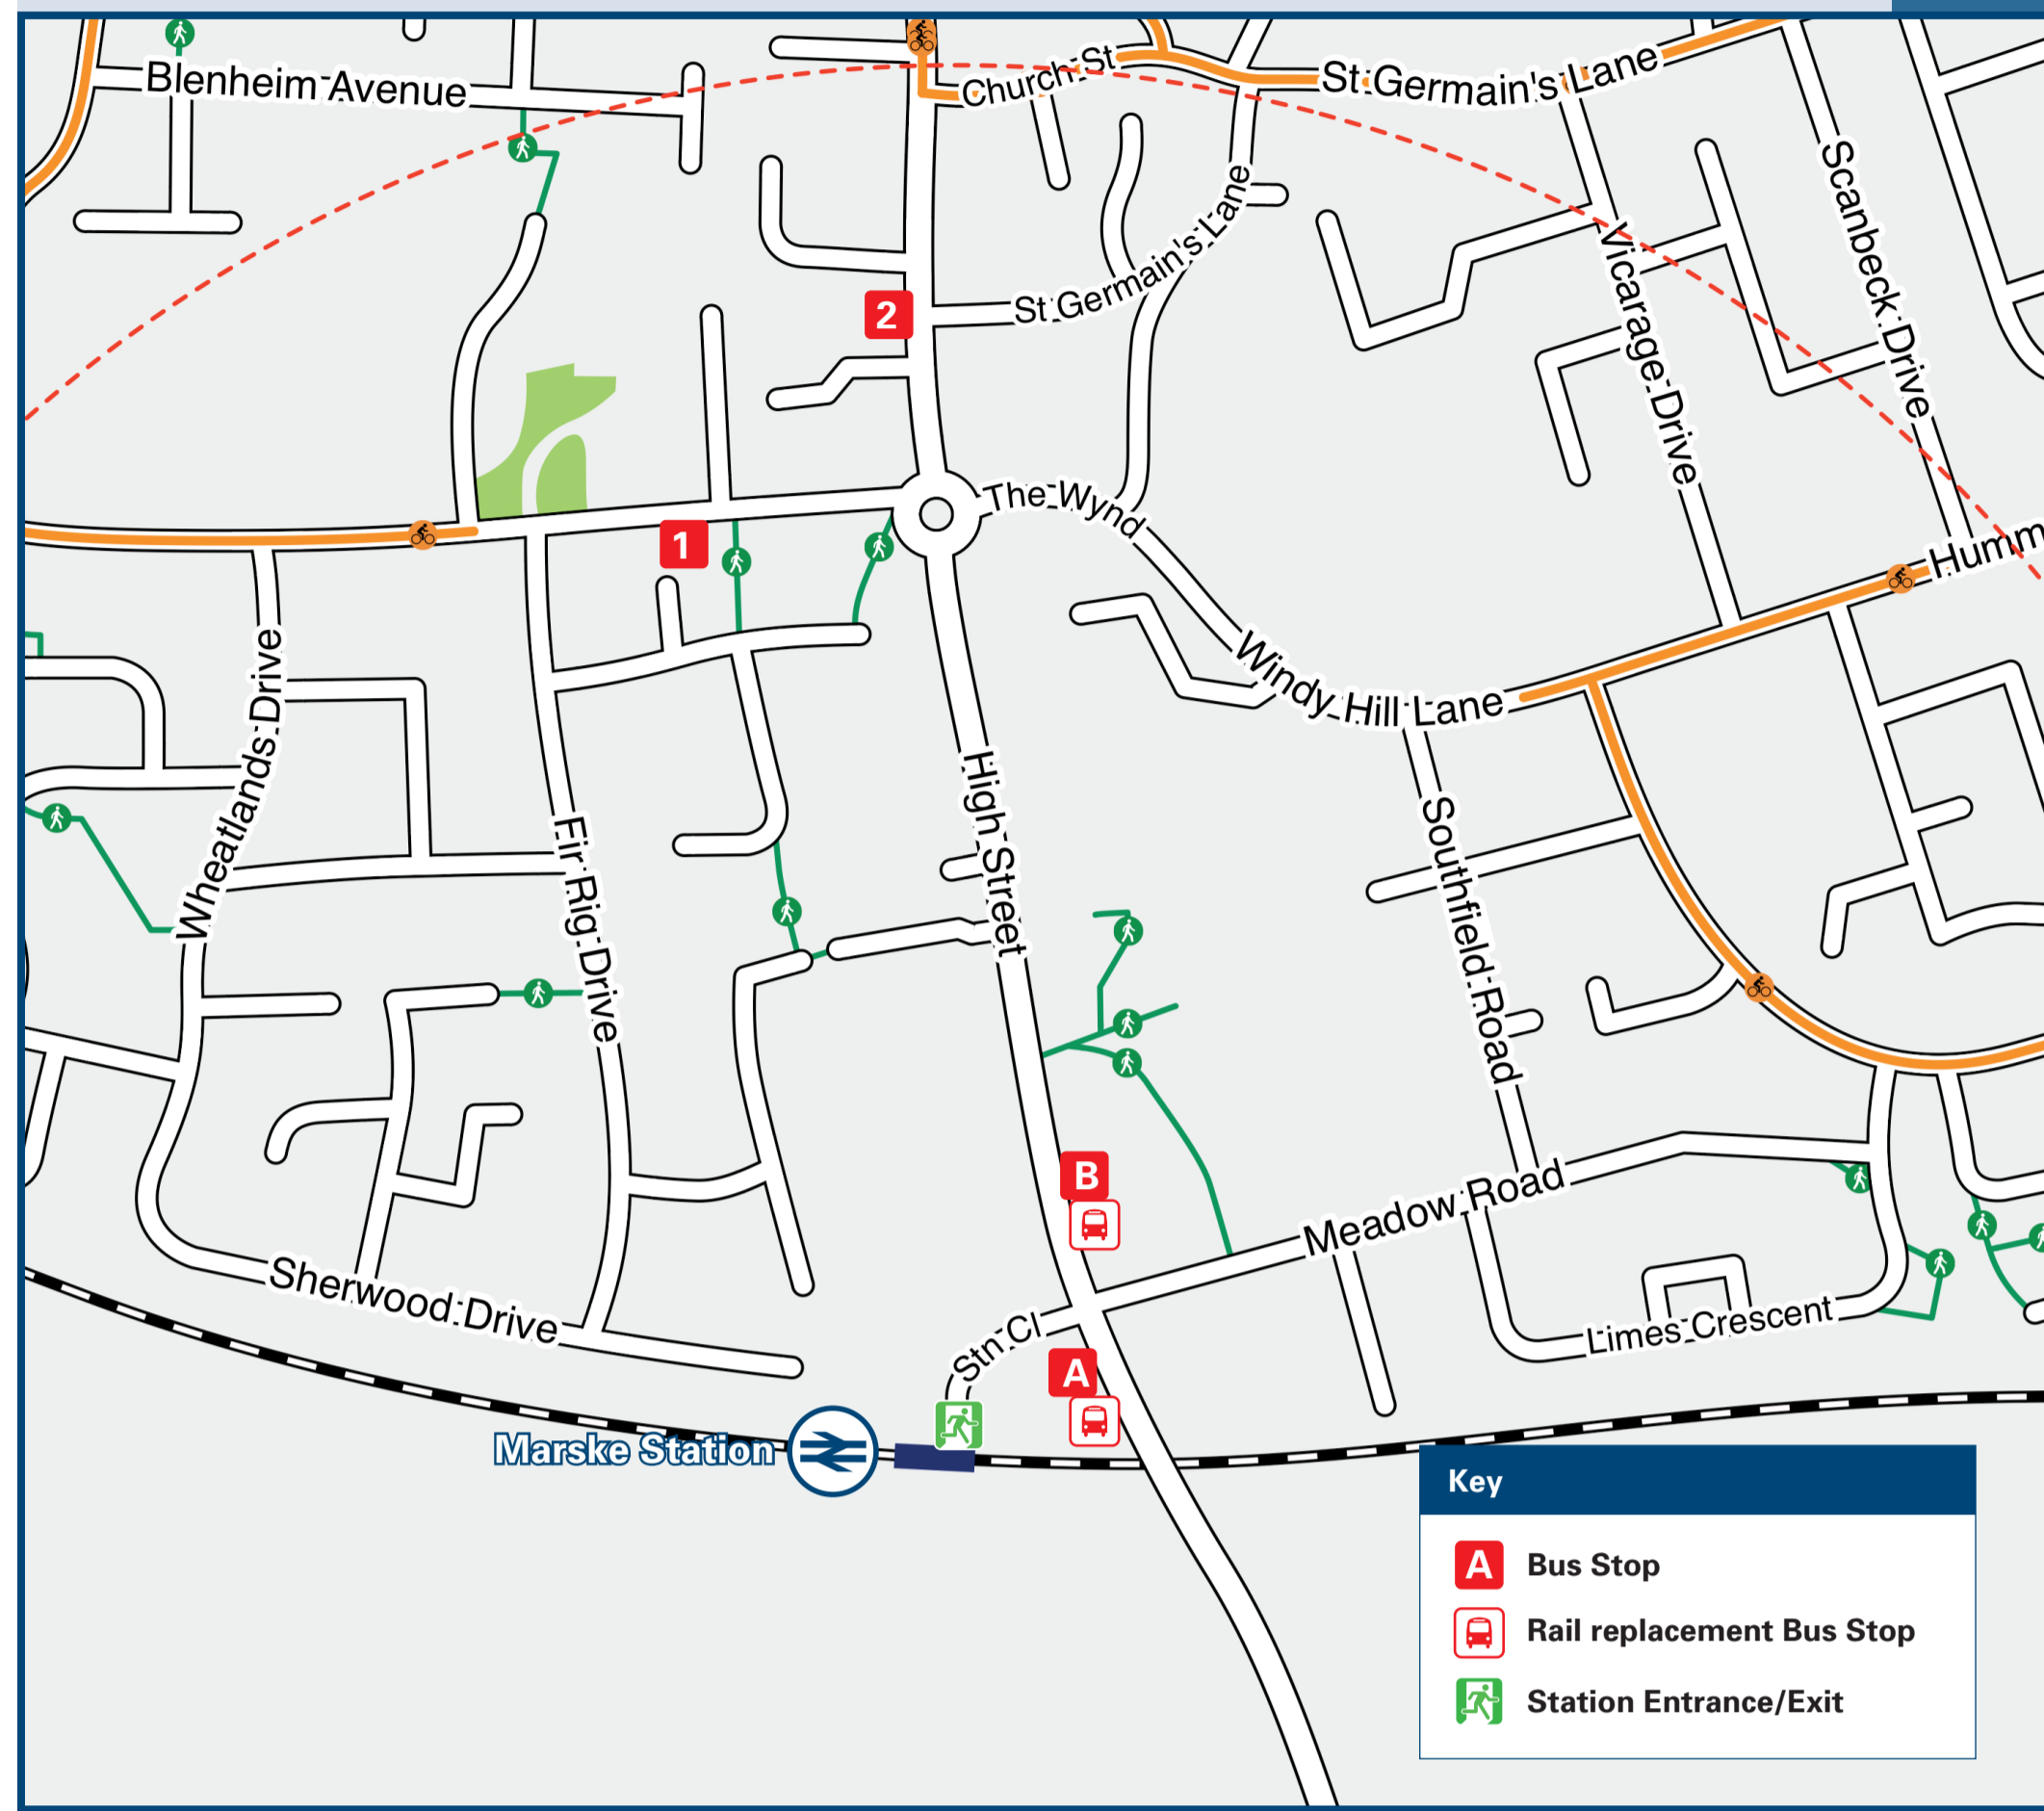 Blenheim Avenue
Church St
St Germain's Lane
Scanbeck Drive
Vicarage Drive
St Germain's Lane
2
The Wynd
1
Humm
Wheatlands Drive
Windy Hill Lane
High Street
Southfield Road
Fir Rig Drive
B
Meadow Road
Sherwood Drive
Stn Cl
Limes Crescent
A
Marske Station
Key
A Bus Stop
Rail replacement Bus Stop
Station Entrance/Exit